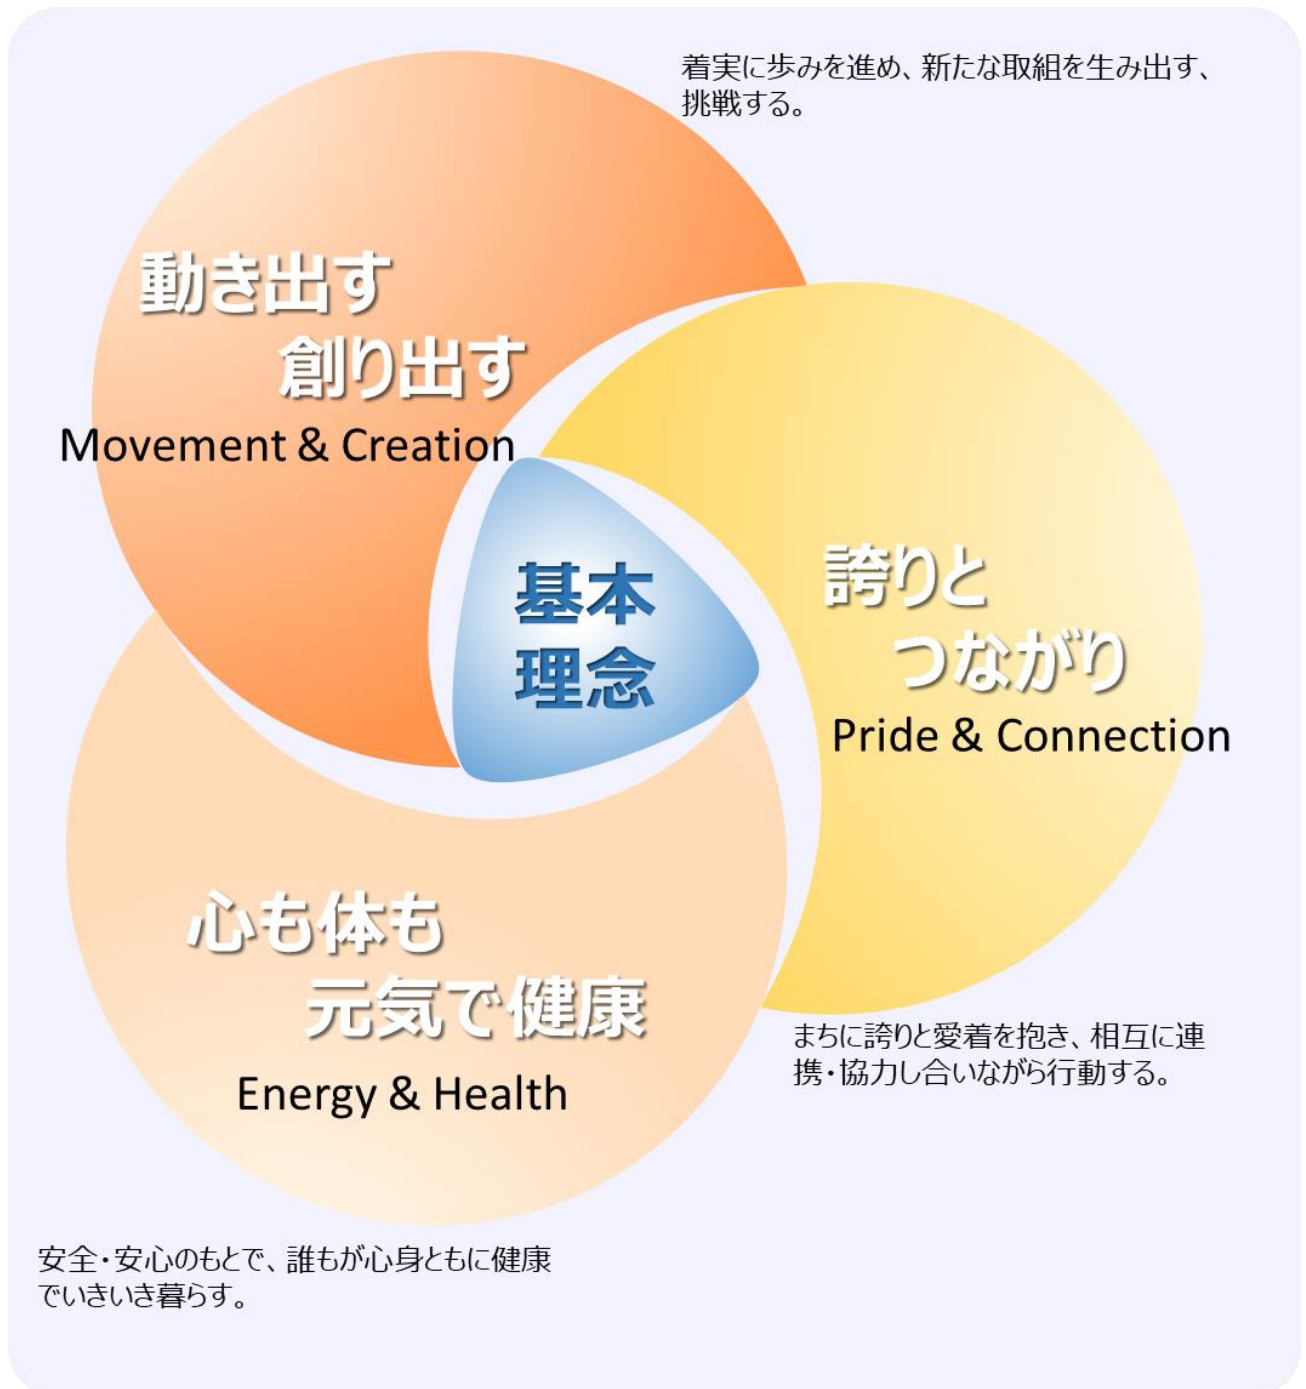 着実に歩みを進め、新たな取組を生み出す、
挑戦する。
動き出す
創り出す
Movement & Creation
基本
理念
誇りと
つながり
Pride & Connection
まちに誇りと愛着を抱き、相互に連
携・協力し合いながら行動する。
心も体も
元気で健康
Energy & Health
安全・安心のもとで、誰もが心身ともに健康
でいきいき暮らす。